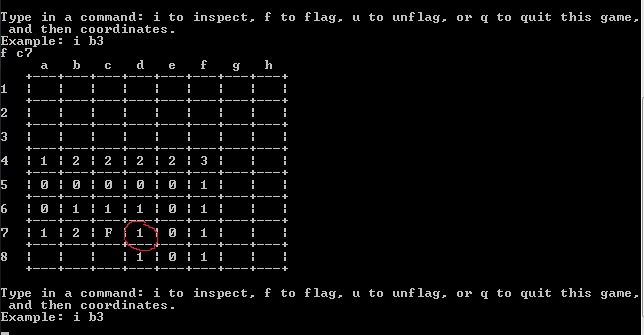 Type in a command: i to inspect, f to flag, u to unflag, or q to quit this game,
 and then coordinates.
Example: i b3
f c7
a b c d e f g h
1
2
3
4 ¦ 1 ¦ 2 ¦ 2 ¦ 2 ¦ 2 ¦ 3 ¦ ¦ ¦
5 ¦ 0 ¦ 0 ¦ 0 ¦ 0 ¦ 0 ¦ 1 ¦ ¦ ¦
6 ¦ 0 ¦ 1 ¦ 1 ¦ 1 ¦ 0 ¦ 1 ¦ ¦ ¦
7 ¦ 1 ¦ 2 ¦ F ¦ 1 ¦ 0 ¦ 1 ¦ ¦ ¦
8 ¦ ¦ ¦ ¦ 1 ¦ 0 ¦ 1 ¦ ¦ ¦
Type in a command: i to inspect, f to flag, u to unflag, or q to quit this game,
 and then coordinates.
Example: i b3